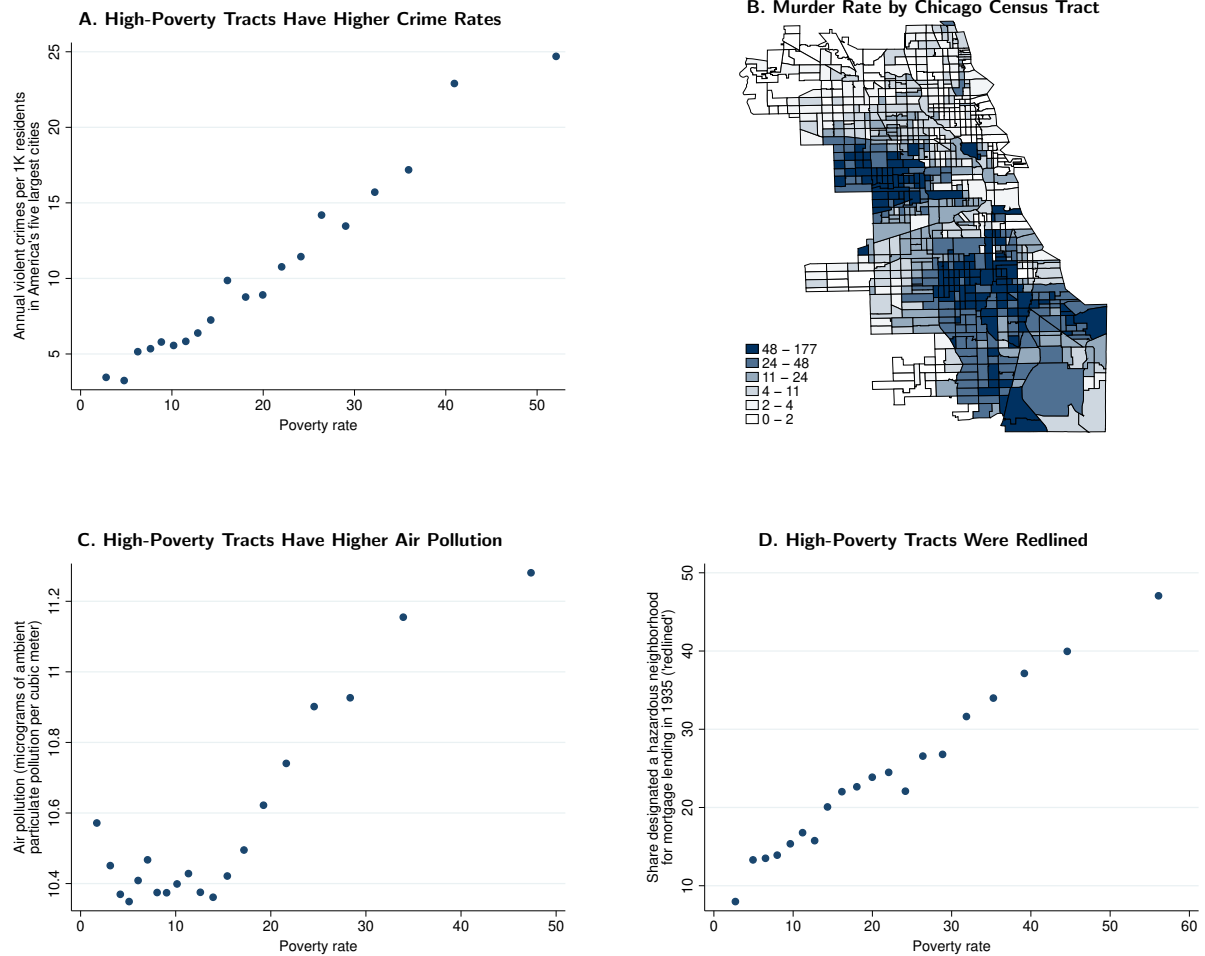 A. High-Poverty Tracts Have Higher Crime Rates
Annual violent crimes per 1K residents
in America's five largest cities
25
20
15
10
5
0
10
20
30
40
50
Poverty rate
B. Murder Rate by Chicago Census Tract
48 – 177
24 – 48
11 – 24
4 – 11
2 – 4
0 – 2
C. High-Poverty Tracts Have Higher Air Pollution
Air pollution (micrograms of ambient
particulate pollution per cubic meter)
11.2
11
10.8
10.6
10.4
0
10
20
30
40
50
Poverty rate
D. High-Poverty Tracts Were Redlined
Share designated a hazardous neighborhood
for mortgage lending in 1935 ('redlined')
50
40
30
20
10
0
10
20
30
40
50
60
Poverty rate